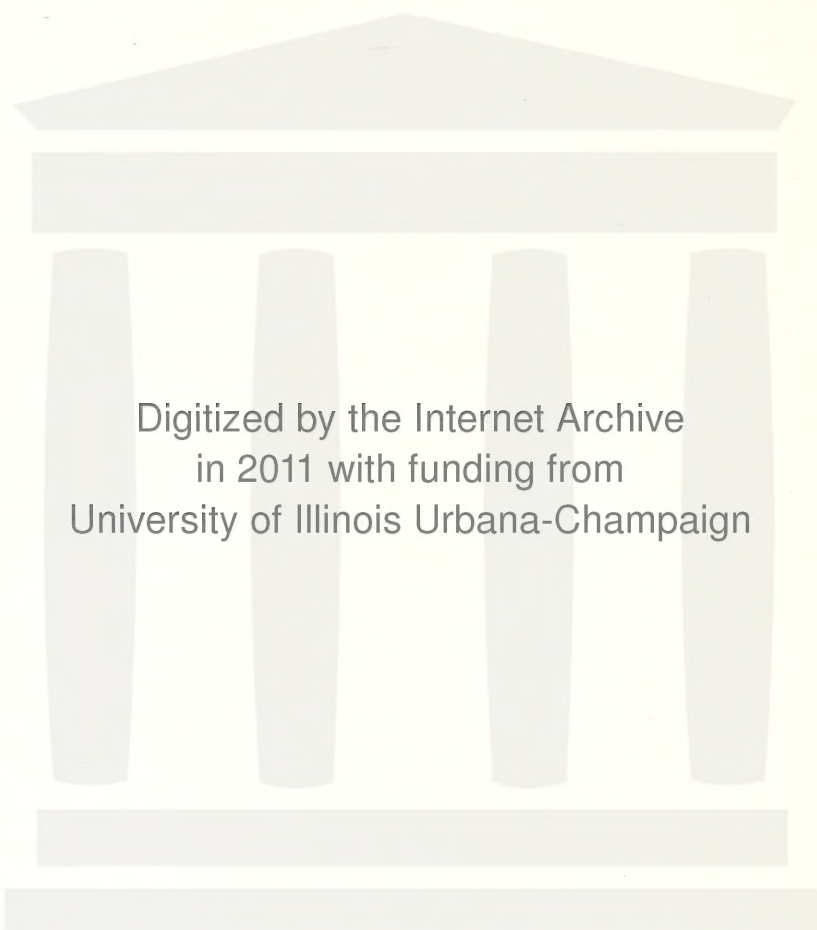 Digitized by the Internet Archive
in 2011 with funding from
University of Illinois Urbana-Champaign